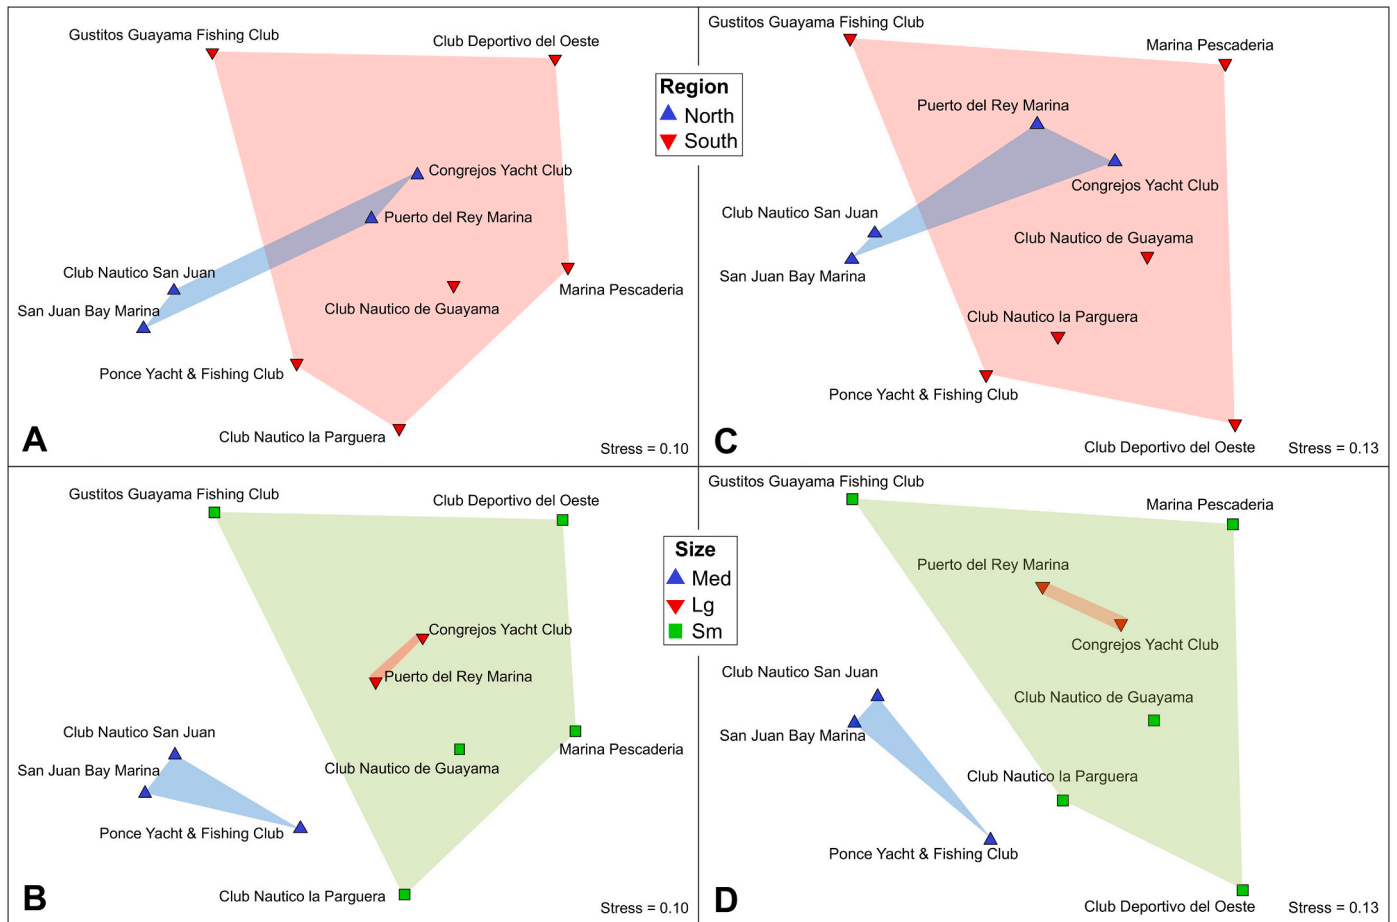 Gustitos Guayama Fishing Club
Club Deportivo del Oeste
Congrejos Yacht Club
Puerto del Rey Marina
Club Nautico San Juan
San Juan Bay Marina
Marina Pescaderia
Club Nautico de Guayama
Ponce Yacht & Fishing Club
Club Nautico la Parguera
A
Stress = 0.10
Region
North
South
Gustitos Guayama Fishing Club
Marina Pescaderia
Puerto del Rey Marina
Congrejos Yacht Club
Club Nautico San Juan
Club Nautico de Guayama
San Juan Bay Marina
Club Nautico la Parguera
Ponce Yacht & Fishing Club
C
Club Deportivo del Oeste
Stress = 0.13
Gustitos Guayama Fishing Club
Club Deportivo del Oeste
Congrejos Yacht Club
Puerto del Rey Marina
Club Nautico San Juan
Marina Pescaderia
San Juan Bay Marina
Club Nautico de Guayama
Ponce Yacht & Fishing Club
Club Nautico la Parguera
B
Stress = 0.10
Size
Med
Lg
Sm
Gustitos Guayama Fishing Club
Marina Pescaderia
Puerto del Rey Marina
Congrejos Yacht Club
Club Nautico San Juan
Club Nautico de Guayama
San Juan Bay Marina
Club Nautico la Parguera
Ponce Yacht & Fishing Club
D
Club Deportivo del Oeste
Stress = 0.13